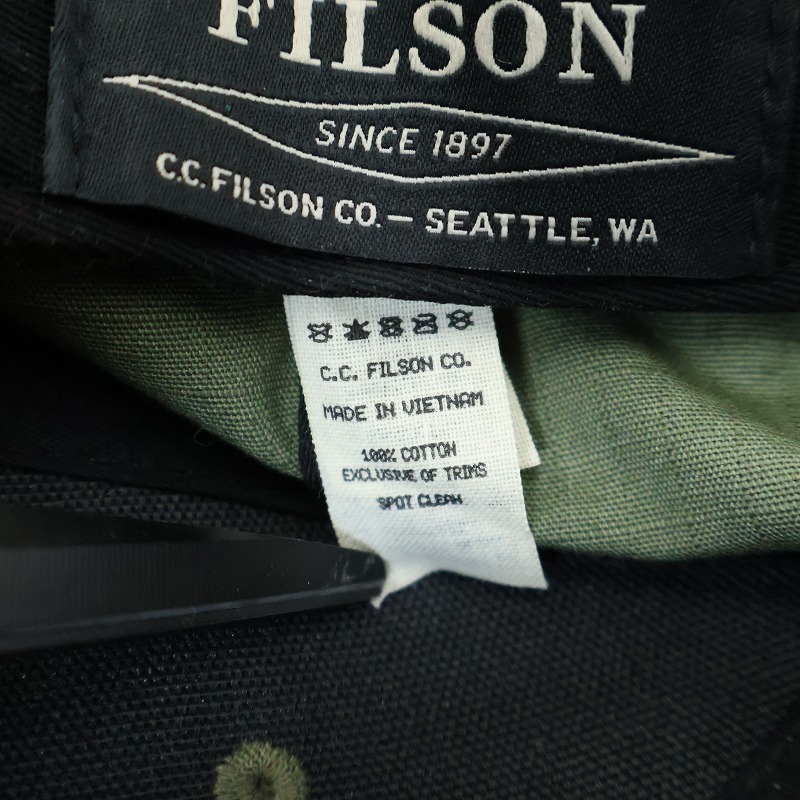 FILSON
SINCE 1897
C.C. FILSON CO. — SEATTLE, WA
C.C. FILSON CO.
MADE IN VIETNAM
100% COTTON
EXCLUSIVE OF TRIMS
SPOT CLEAN